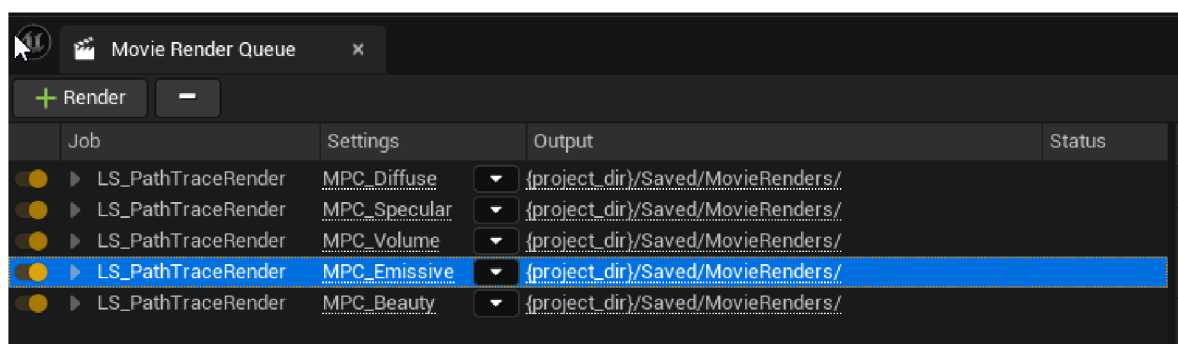 Movie Render Queue ×
+ Render −
Job Settings Output Status
LS_PathTraceRender MPC_Diffuse {project_dir}/Saved/MovieRenders/
LS_PathTraceRender MPC_Specular {project_dir}/Saved/MovieRenders/
LS_PathTraceRender MPC_Volume {project_dir}/Saved/MovieRenders/
LS_PathTraceRender MPC_Emissive {project_dir}/Saved/MovieRenders/
LS_PathTraceRender MPC_Beauty {project_dir}/Saved/MovieRenders/